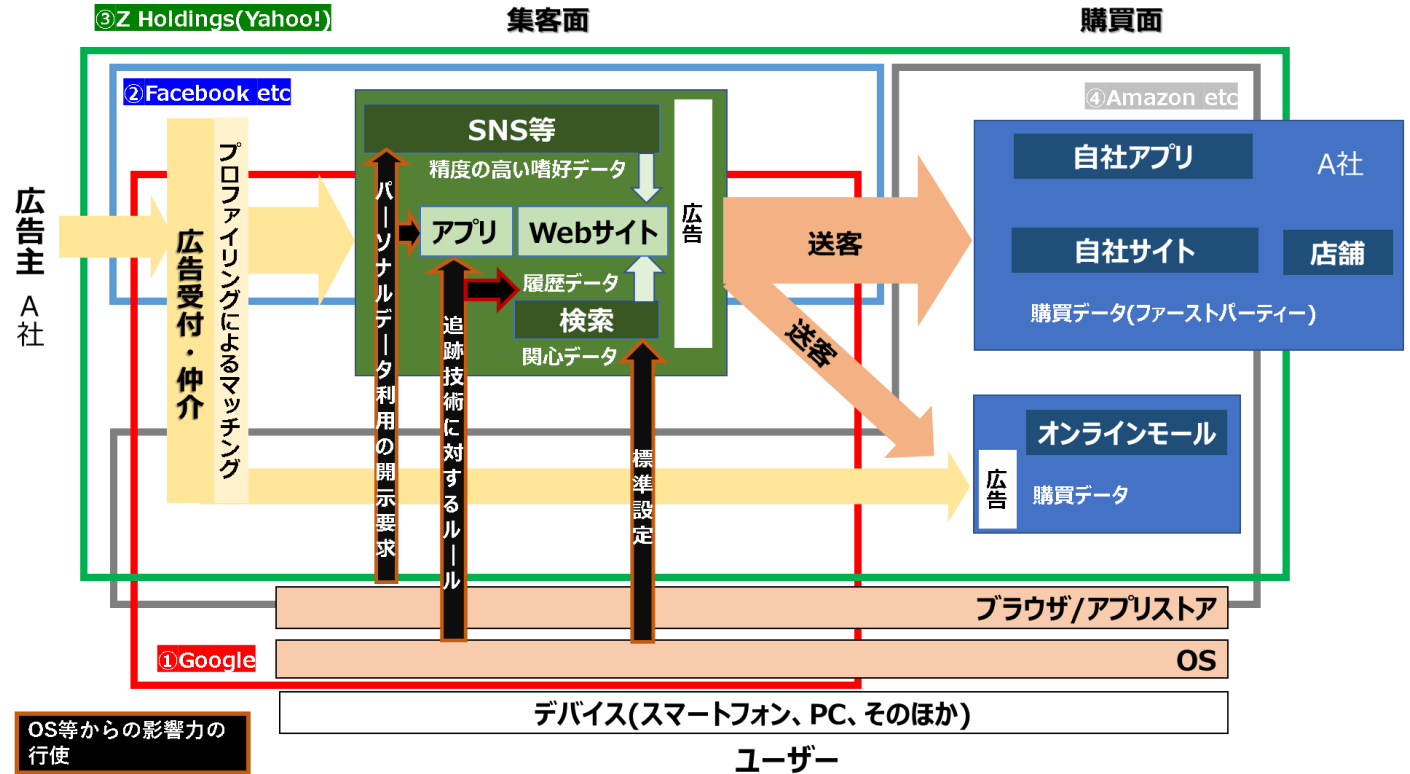 ③Z Holdings(Yahoo!)
集客面
購買面
②Facebook etc
④Amazon etc
広告主
A社
広告受付・仲介
プロファイリングによるマッチング
SNS等
精度の高い嗜好データ
アプリ
Webサイト
履歴データ
検索
関心データ
広告
パーソナルデータ利用の開示要求
追跡技術に対するルール
標準設定
送客
送客
自社アプリ
A社
自社サイト
店舗
購買データ(ファーストパーティー)
オンラインモール
広告
購買データ
ブラウザ/アプリストア
①Google
OS
デバイス(スマートフォン、PC、そのほか)
OS等からの影響力の
行使
ユーザー